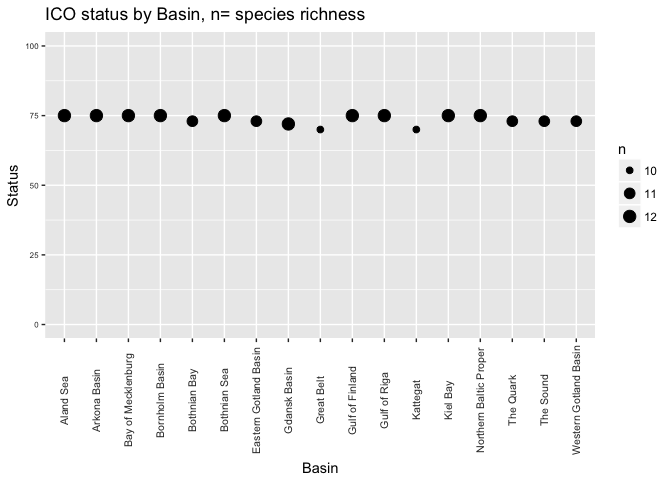 ICO status by Basin, n= species richness
100
75
50
25
0
Status
Aland Sea
Arkona Basin
Bay of Mecklenburg
Bornholm Basin
Bothnian Bay
Bothnian Sea
Eastern Gotland Basin
Gdansk Basin
Great Belt
Gulf of Finland
Gulf of Riga
Kattegat
Kiel Bay
Northern Baltic Proper
The Quark
The Sound
Western Gotland Basin
Basin
n
10
11
12